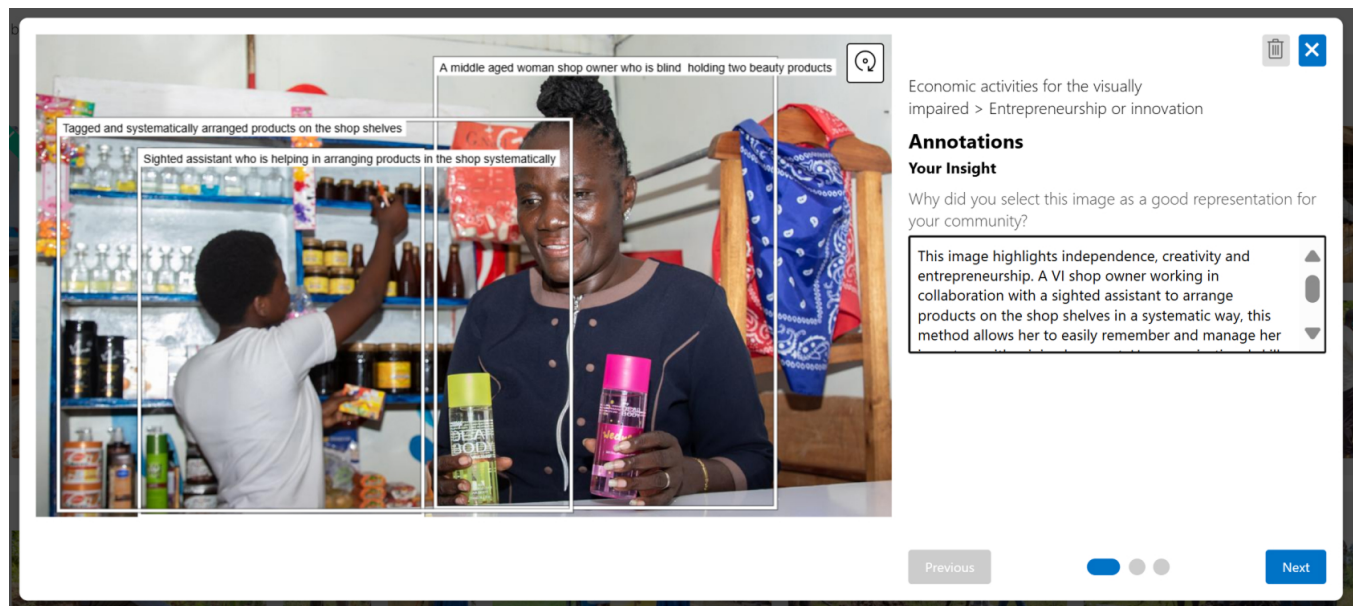 A middle aged woman shop owner who is blind holding two beauty products
Tagged and systematically arranged products on the shop shelves
Sighted assistant who is helping in arranging products in the shop systematically
DEAR
BODY
Economic activities for the visually
impaired > Entrepreneurship or innovation
Annotations
Your Insight
Why did you select this image as a good representation for
your community?
This image highlights independence, creativity and
entrepreneurship. A VI shop owner working in
collaboration with a sighted assistant to arrange
products on the shop shelves in a systematic way, this
method allows her to easily remember and manage her
Previous
Next